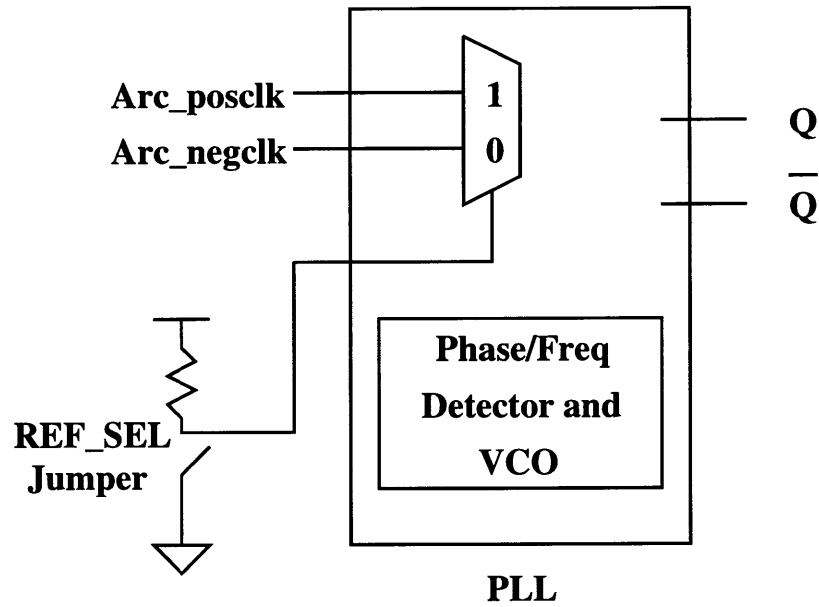 Arc_posclk
1
Q
Arc_negclk
0
Q̅
Phase/Freq
Detector and
VCO
REF_SEL
Jumper
PLL